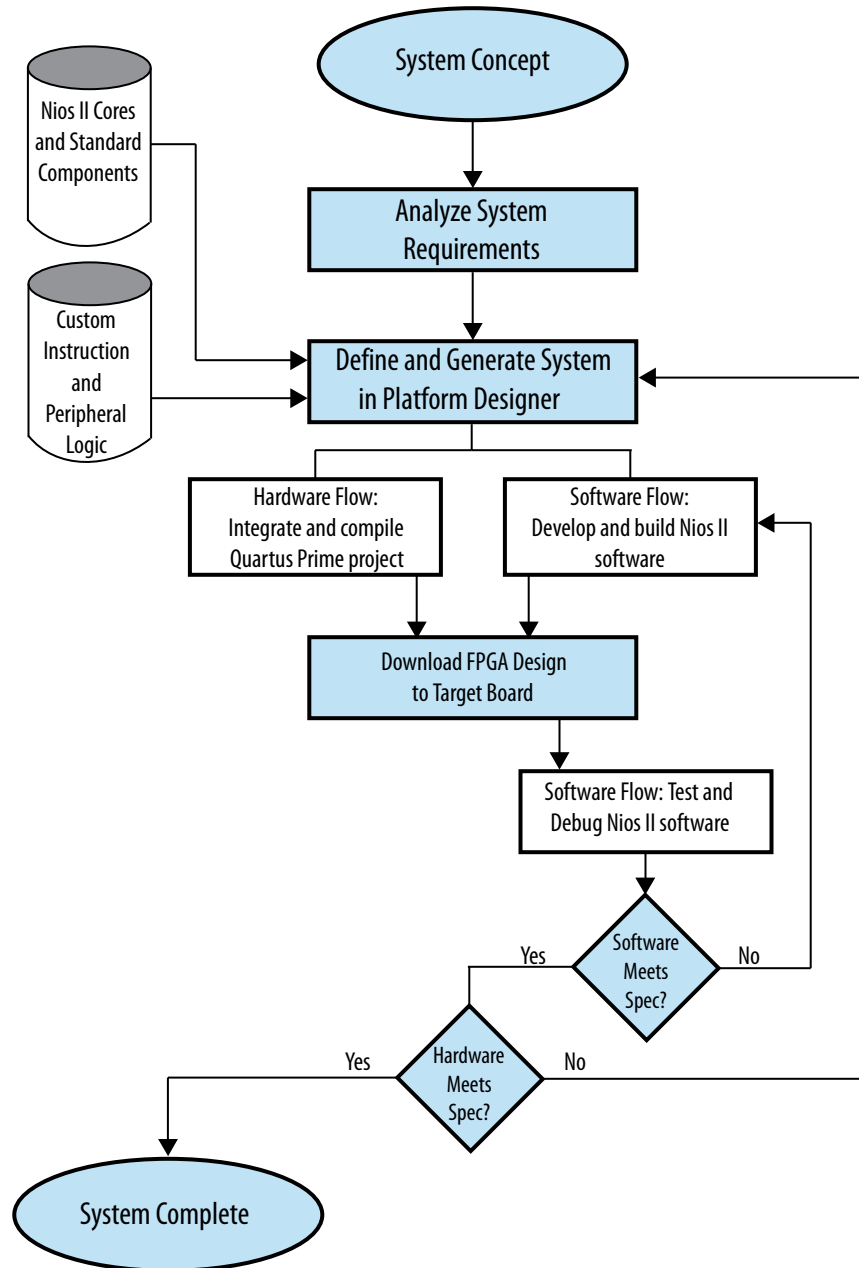 System Concept
Nios II Cores
and Standard
Components
Analyze System
Requirements
Custom
Instruction
and
Peripheral
Logic
Define and Generate System
in Platform Designer
Hardware Flow:
Integrate and compile
Quartus Prime project
Software Flow:
Develop and build Nios II
software
Download FPGA Design
to Target Board
Software Flow: Test and
Debug Nios II software
Software
Meets
Spec?
Yes
No
Hardware
Meets
Spec?
Yes
No
System Complete